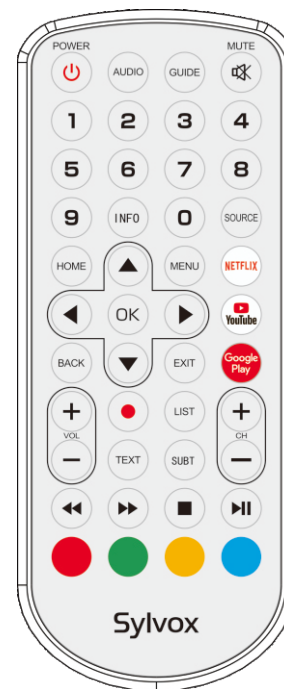 POWER MUTE
AUDIO GUIDE
1 2 3 4
5 6 7 8
9 INFO 0 SOURCE
HOME MENU NETFLIX
OK YouTube
BACK EXIT Google Play
+ LIST +
VOL CH
- TEXT SUBT -
Sylvox